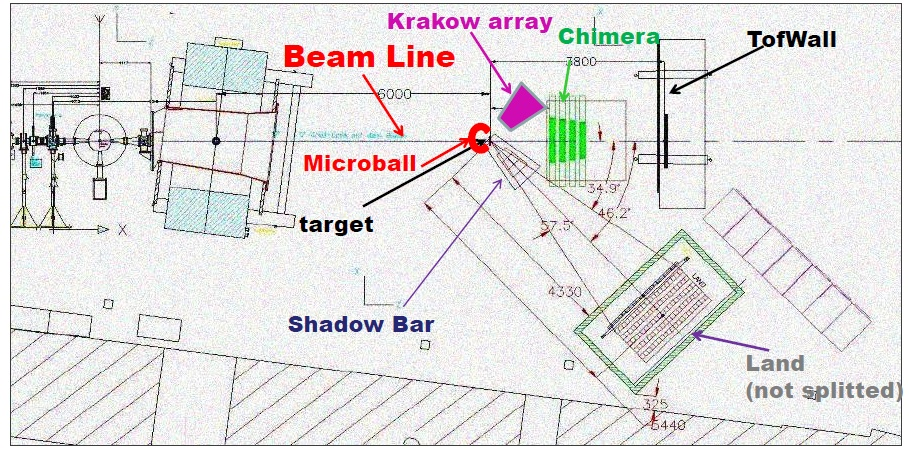 Krakow array
Chimera
TofWall
Beam Line
3800
6000
Microball
34.9°
46.2°
target
57.5°
X
4330
LAND
Shadow Bar
Land
(not splitted)
325
5440